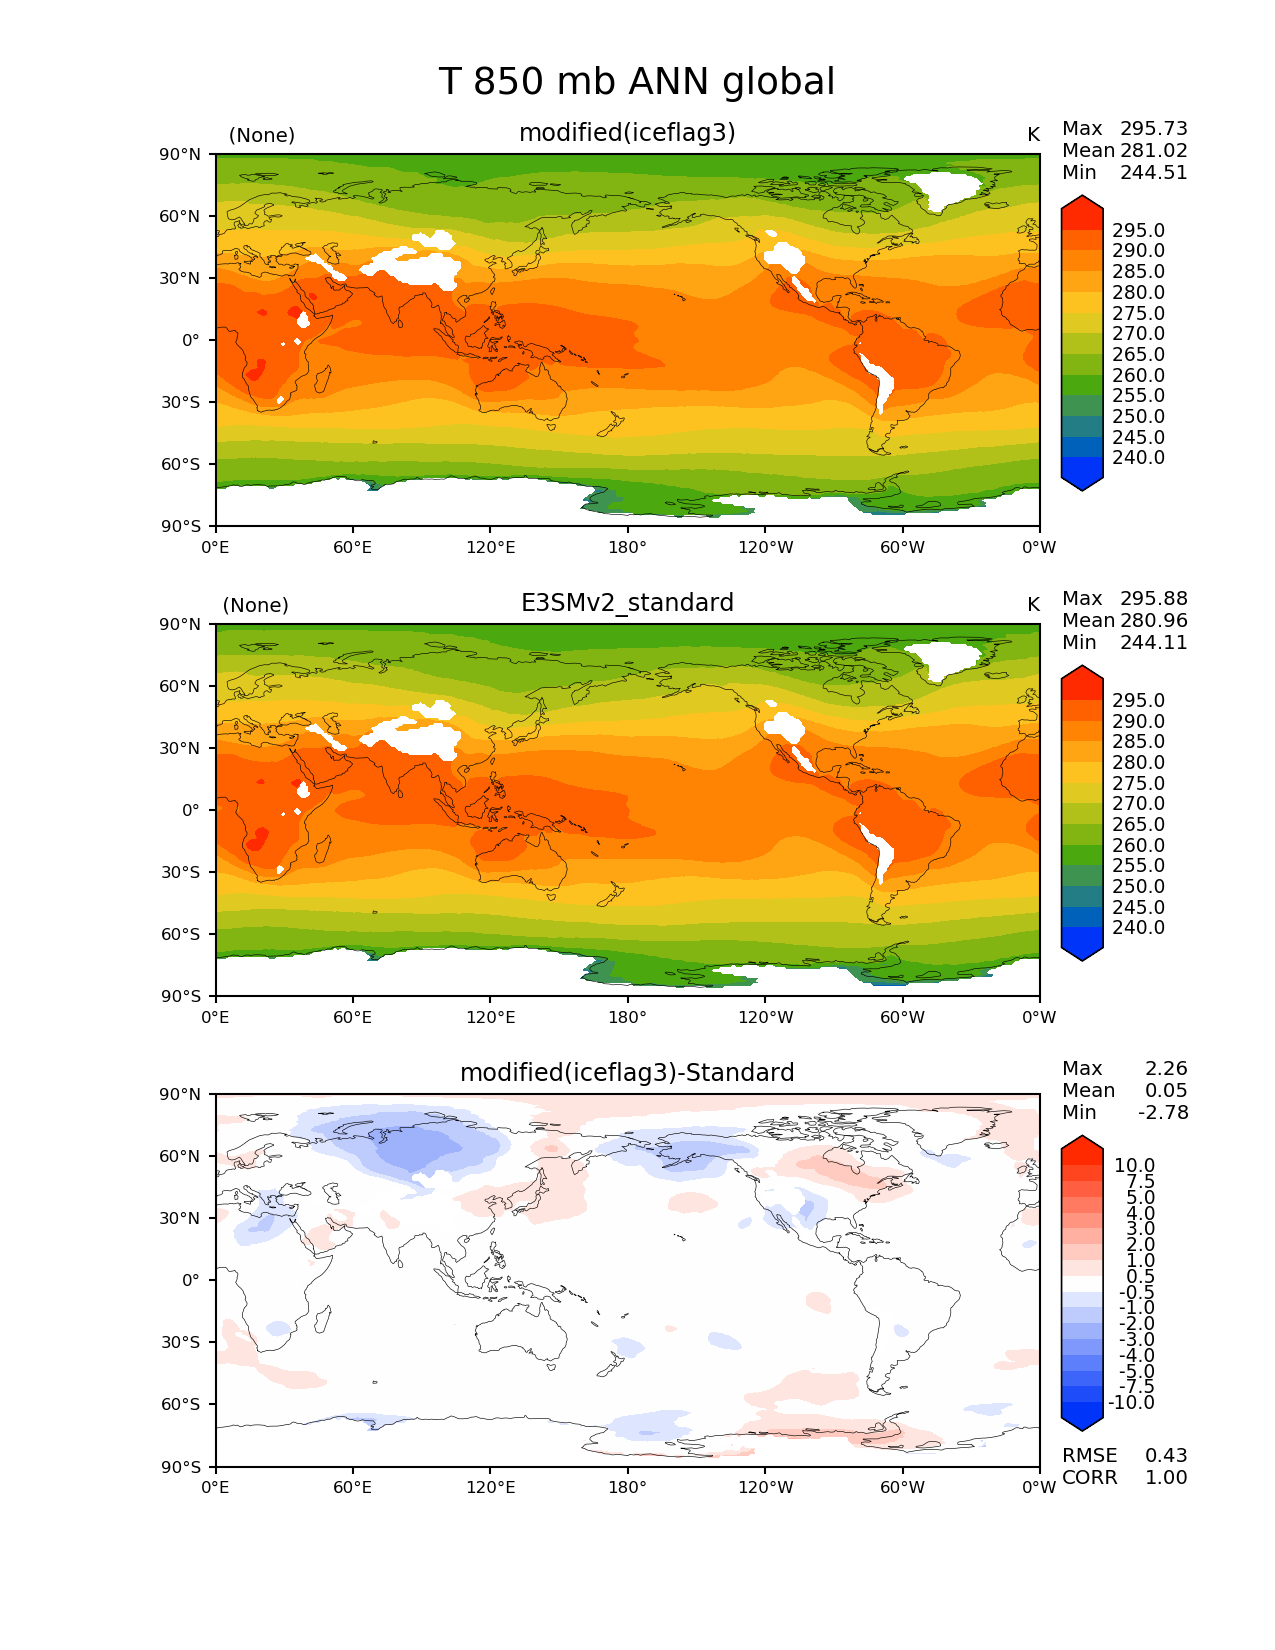 T 850 mb ANN global
(None) modified(iceflag3) K
Max 295.73
Mean 281.02
Min 244.51
90°N
60°N
30°N
0°
30°S
60°S
90°S
0°E 60°E 120°E 180° 120°W 60°W 0°W
295.0
290.0
285.0
280.0
275.0
270.0
265.0
260.0
255.0
250.0
245.0
240.0
(None) E3SMv2_standard K
Max 295.88
Mean 280.96
Min 244.11
90°N
60°N
30°N
0°
30°S
60°S
90°S
0°E 60°E 120°E 180° 120°W 60°W 0°W
295.0
290.0
285.0
280.0
275.0
270.0
265.0
260.0
255.0
250.0
245.0
240.0
modified(iceflag3)-Standard
Max 2.26
Mean 0.05
Min -2.78
90°N
60°N
30°N
0°
30°S
60°S
90°S
0°E 60°E 120°E 180° 120°W 60°W 0°W
10.0
7.5
5.0
4.0
3.0
2.0
1.0
0.5
-0.5
-1.0
-2.0
-3.0
-4.0
-5.0
-7.5
-10.0
RMSE 0.43
CORR 1.00